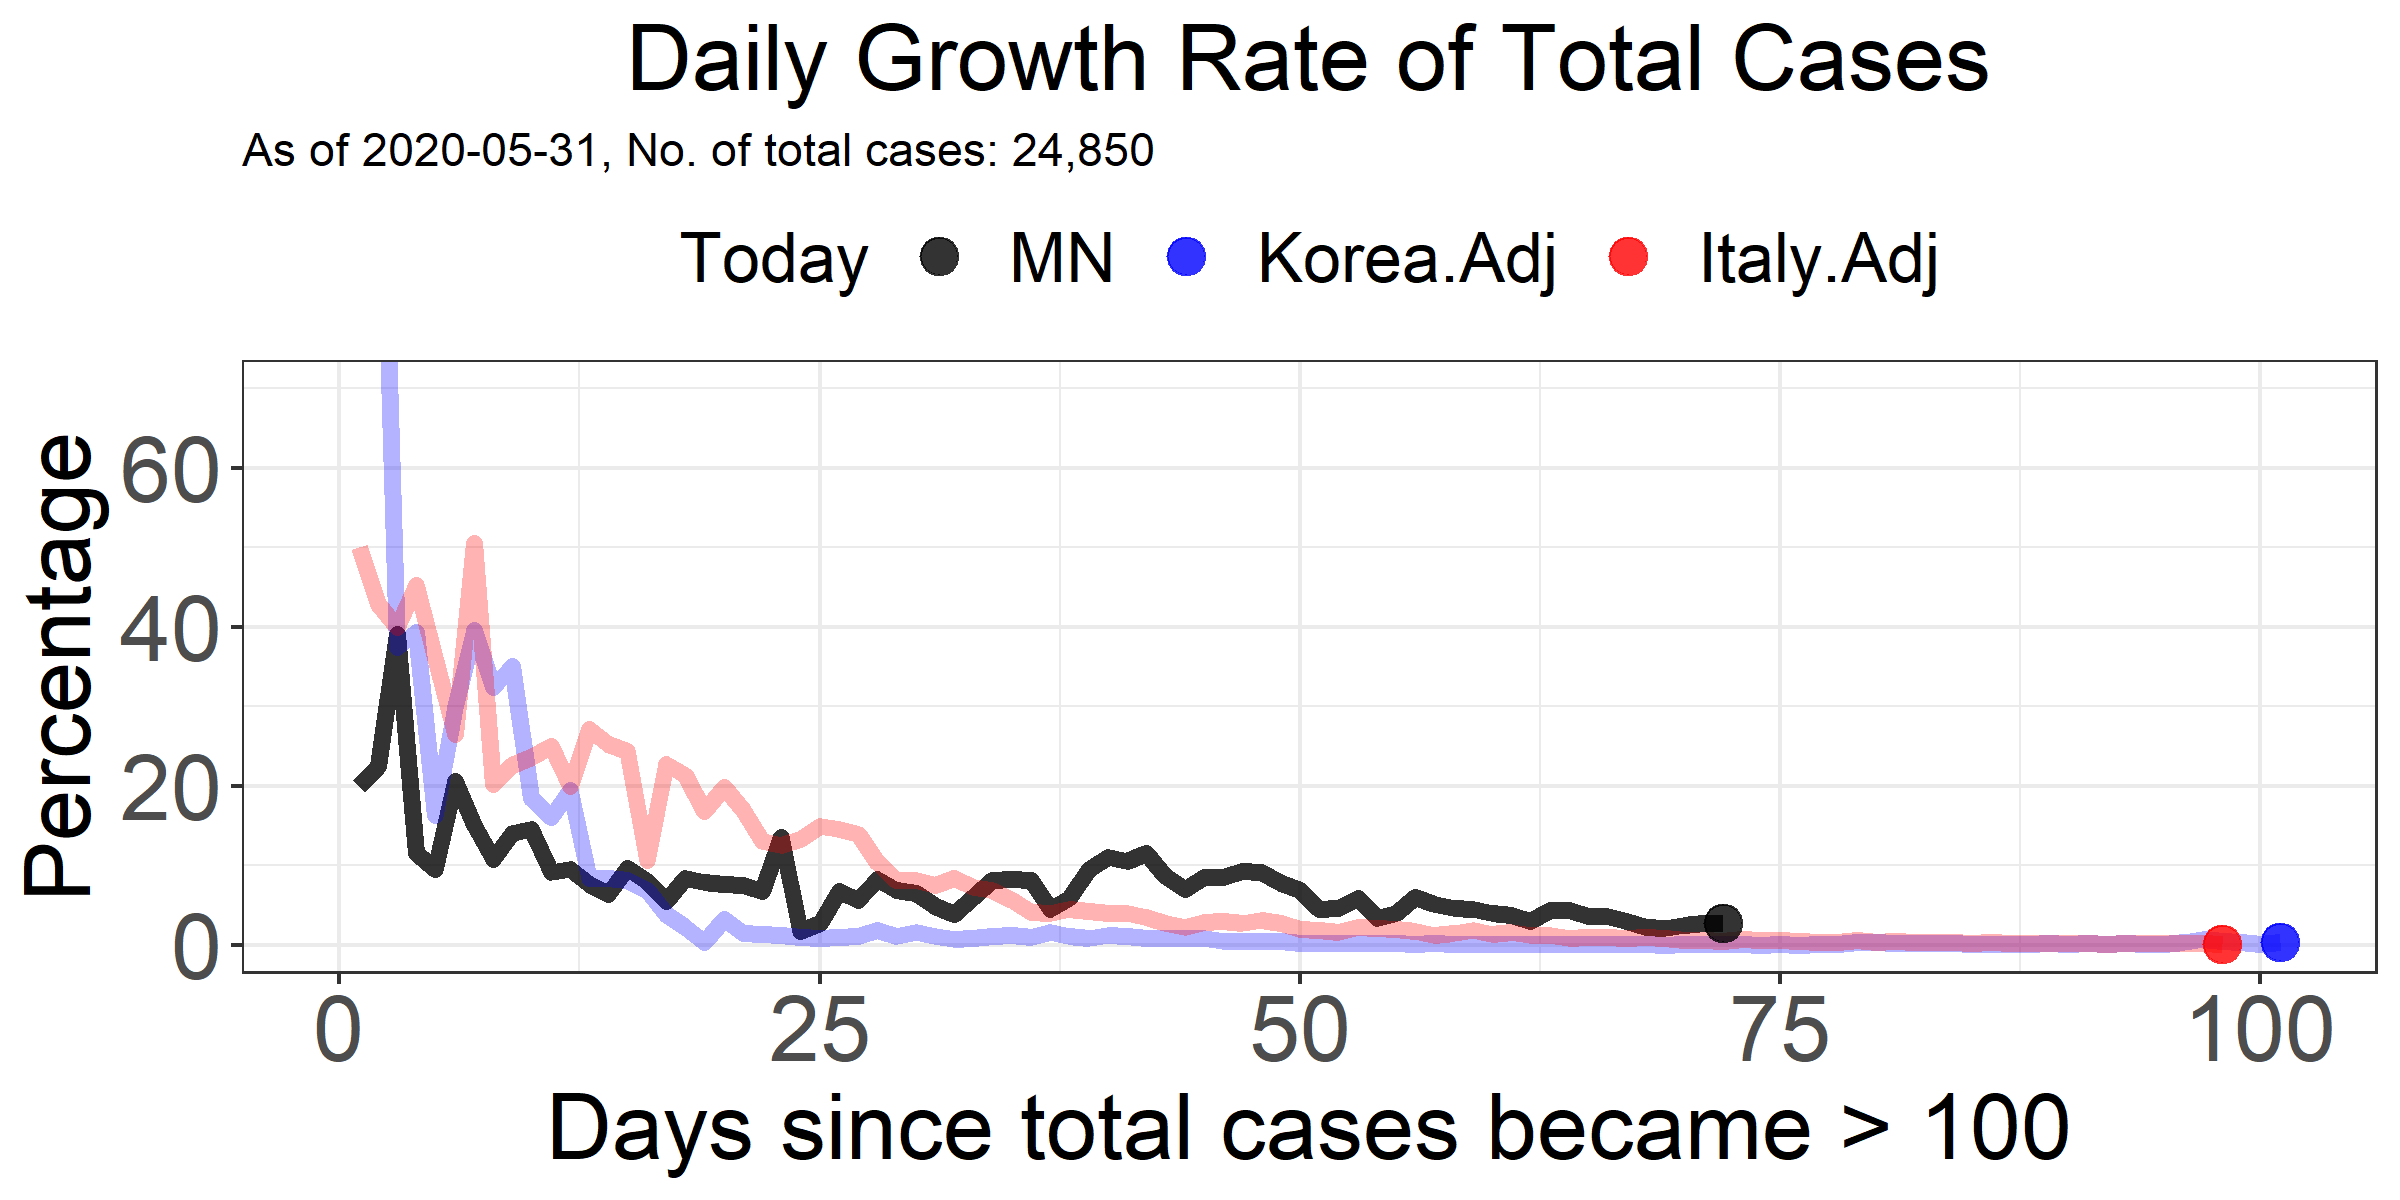 Daily Growth Rate of Total Cases
As of 2020-05-31, No. of total cases: 24,850
Today MN Korea.Adj Italy.Adj
Percentage
60
40
20
0
0 25 50 75 100
Days since total cases became > 100